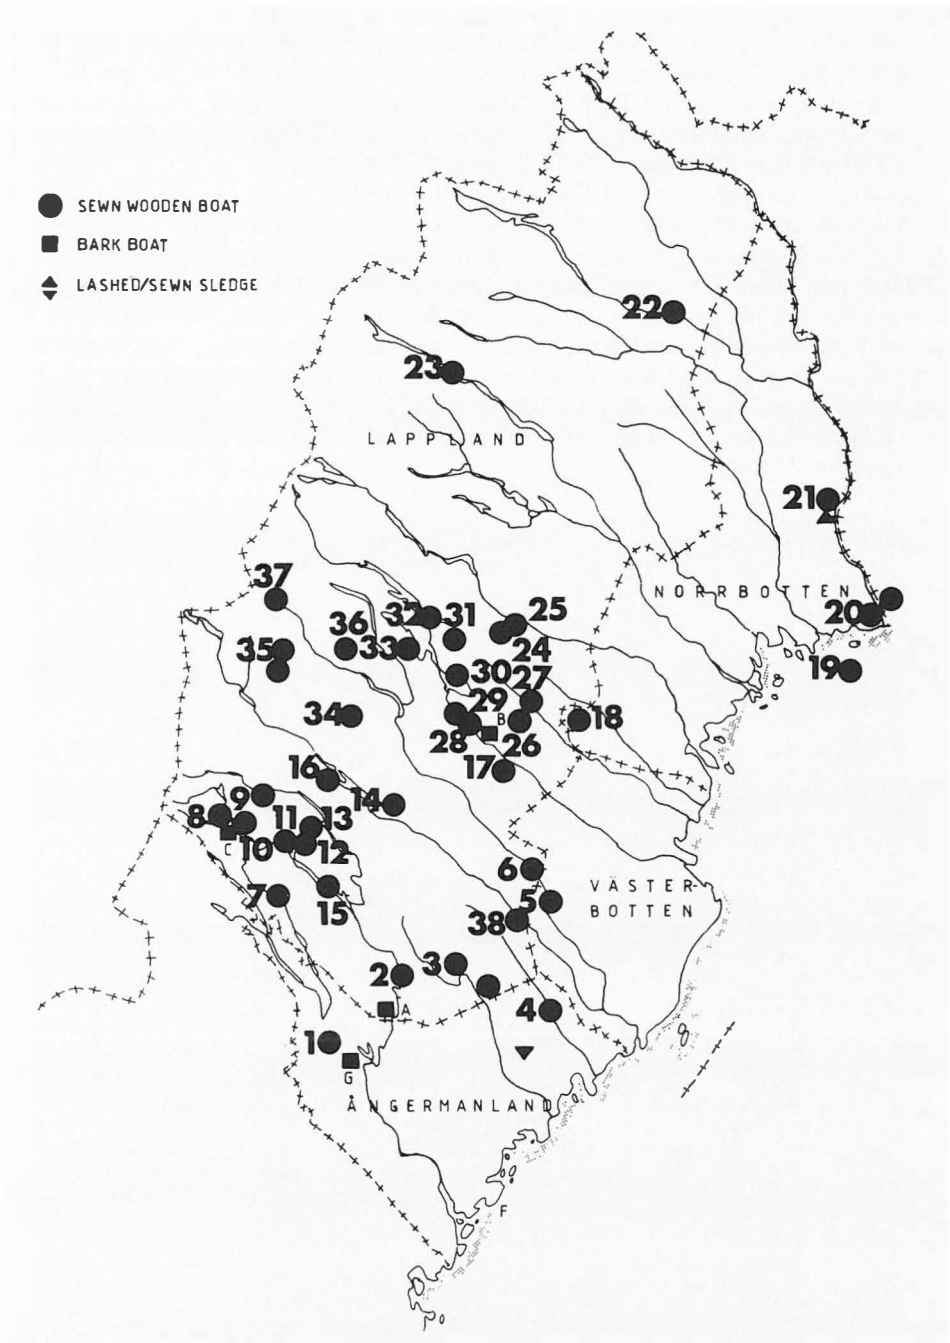 SEWN WOODEN BOAT
BARK BOAT
LASHED/SEWN SLEDGE
22
23
LAPPLAND
21
37
NORRBOTTEN
20
36
32
31
25
35
33
24
19
30
27
34
29
B
18
28
26
17
16
9
14
8
11
13
C
10
12
6
VÄSTER-
7
15
5
BOTTEN
38
2
3
A
4
1
G
ÅNGERMANLAND
F